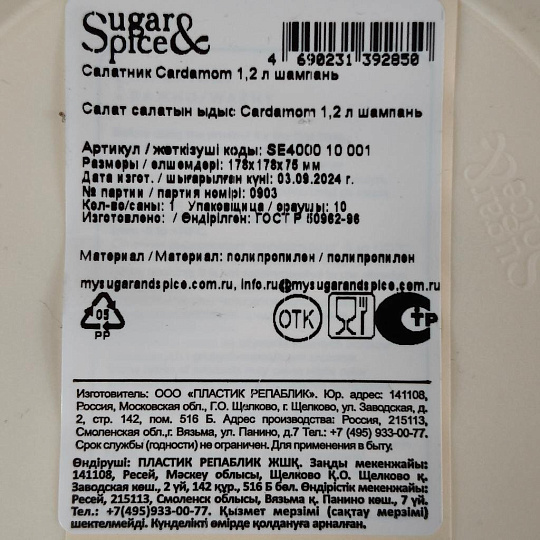 Sugar&
Spice
4 690231 392850
Салатник Cardamom 1,2 л шампань
Салат салатын ыдыс Cardamom 1,2 л шампань
Артикул / жеткізуші коды: SE4000 10 001
Размеры / өлшемдері: 178х178х75 мм
Дата изгот. / шығарылған күні: 03.09.2024 г.
№ партии / партия номірі: 0903
Кол-во/саны: 1 Упаковщица / ораушы: 10
Изготовлено: / Өндірілген: ГОСТ Р 50962-96
Материал / Материал: полипропилен / полипропилен
mysugarandspice.com.ru, info.ru@mysugarandspice.com.ru
05
PP
ОТК
Изготовитель: ООО «ПЛАСТИК РЕПАБЛИК». Юр. адрес: 141108,
Россия, Московская обл., Г.О. Щелково, г. Щелково, ул. Заводская, д.
2, стр. 142, пом. 516 Б. Адрес производства: Россия, 215113,
Смоленская обл.,г. Вязьма, ул. Панино, д.7 Тел.: +7 (495) 933-00-77.
Срок службы (годности) не ограничен. Для применения в быту.
Өндіруші: ПЛАСТИК РЕПАБЛИК ЖШҚ. Заңды мекенжайы:
141108, Ресей, Мәскеу облысы, Щелково Қ.О. Щелково қ.
Заводская көш., 2 үй, 142 құр., 516 Б бөл. Өндірістік мекенжайы:
Ресей, 215113, Смоленск облысы, Вязьма қ. Панино көш., 7 үй.
Тел.: +7(495)933-00-77. Қызмет мерзімі (сақтау мерзімі)
шектелмейді. Күнделікті өмірде қолдануға арналған.